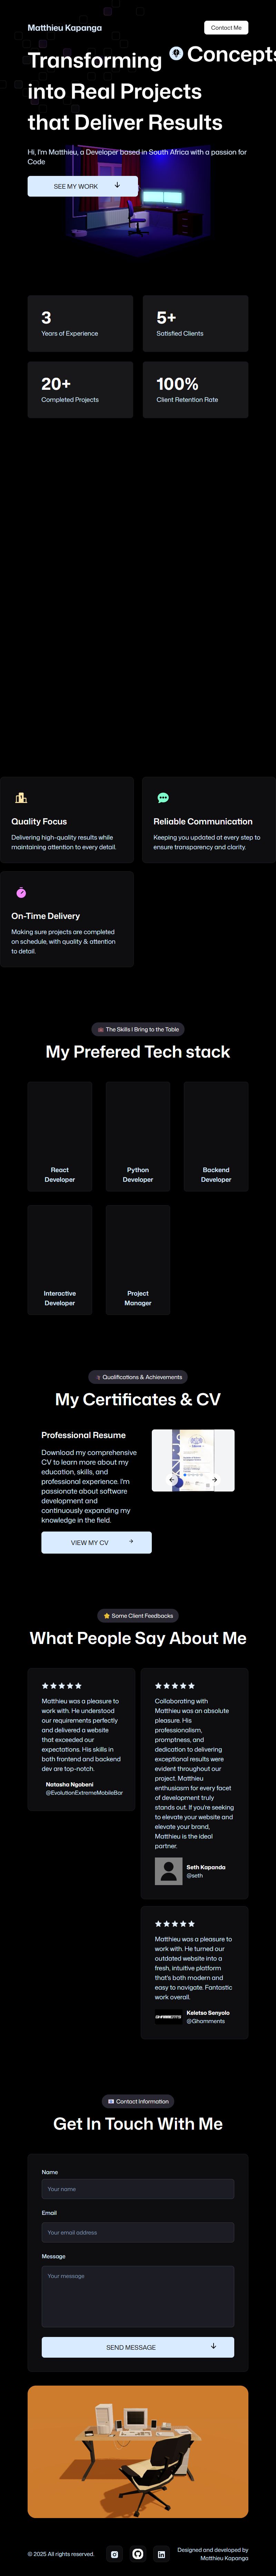 Matthieu Kapanga
Contact Me
Transforming Concepts
into Real Projects
that Deliver Results
Hi, I'm Matthieu, a Developer based in South Africa with a passion for
Code
SEE MY WORK
3
Years of Experience
5+
Satisfied Clients
20+
Completed Projects
100%
Client Retention Rate
Quality Focus
Delivering high-quality results while
maintaining attention to every detail.
Reliable Communication
Keeping you updated at every step to
ensure transparency and clarity.
On-Time Delivery
Making sure projects are completed
on schedule, with quality & attention
to detail.
The Skills I Bring to the Table
My Prefered Tech stack
React
Developer
Python
Developer
Backend
Developer
Interactive
Developer
Project
Manager
Qualifications & Achievements
My Certificates & CV
Professional Resume
Download my comprehensive
CV to learn more about my
education, skills, and
professional experience. I'm
passionate about software
development and
continuously expanding my
knowledge in the field.
VIEW MY CV
Some Client Feedbacks
What People Say About Me
Matthieu was a pleasure to
work with. He understood
our requirements perfectly
and delivered a website
that exceeded our
expectations. His skills in
both frontend and backend
dev are top-notch.
Natasha Ngobeni
@EvolutionExtremeMobileBar
Collaborating with
Matthieu was an absolute
pleasure. His
professionalism,
promptness, and
dedication to delivering
exceptional results were
evident throughout our
project. Matthieu
enthusiasm for every facet
of development truly
stands out. If you're seeking
to elevate your website and
elevate your brand,
Matthieu is the ideal
partner.
Seth Kapanda
@seth
Matthieu was a pleasure to
work with. He turned our
outdated website into a
fresh, intuitive platform
that's both modern and
easy to navigate. Fantastic
work overall.
Keletso Senyolo
@Ghamments
Contact Information
Get In Touch With Me
Name
Your name
Email
Your email address
Message
Your message
SEND MESSAGE
© 2025 All rights reserved.
Designed and developed by
Matthieu Kapanga